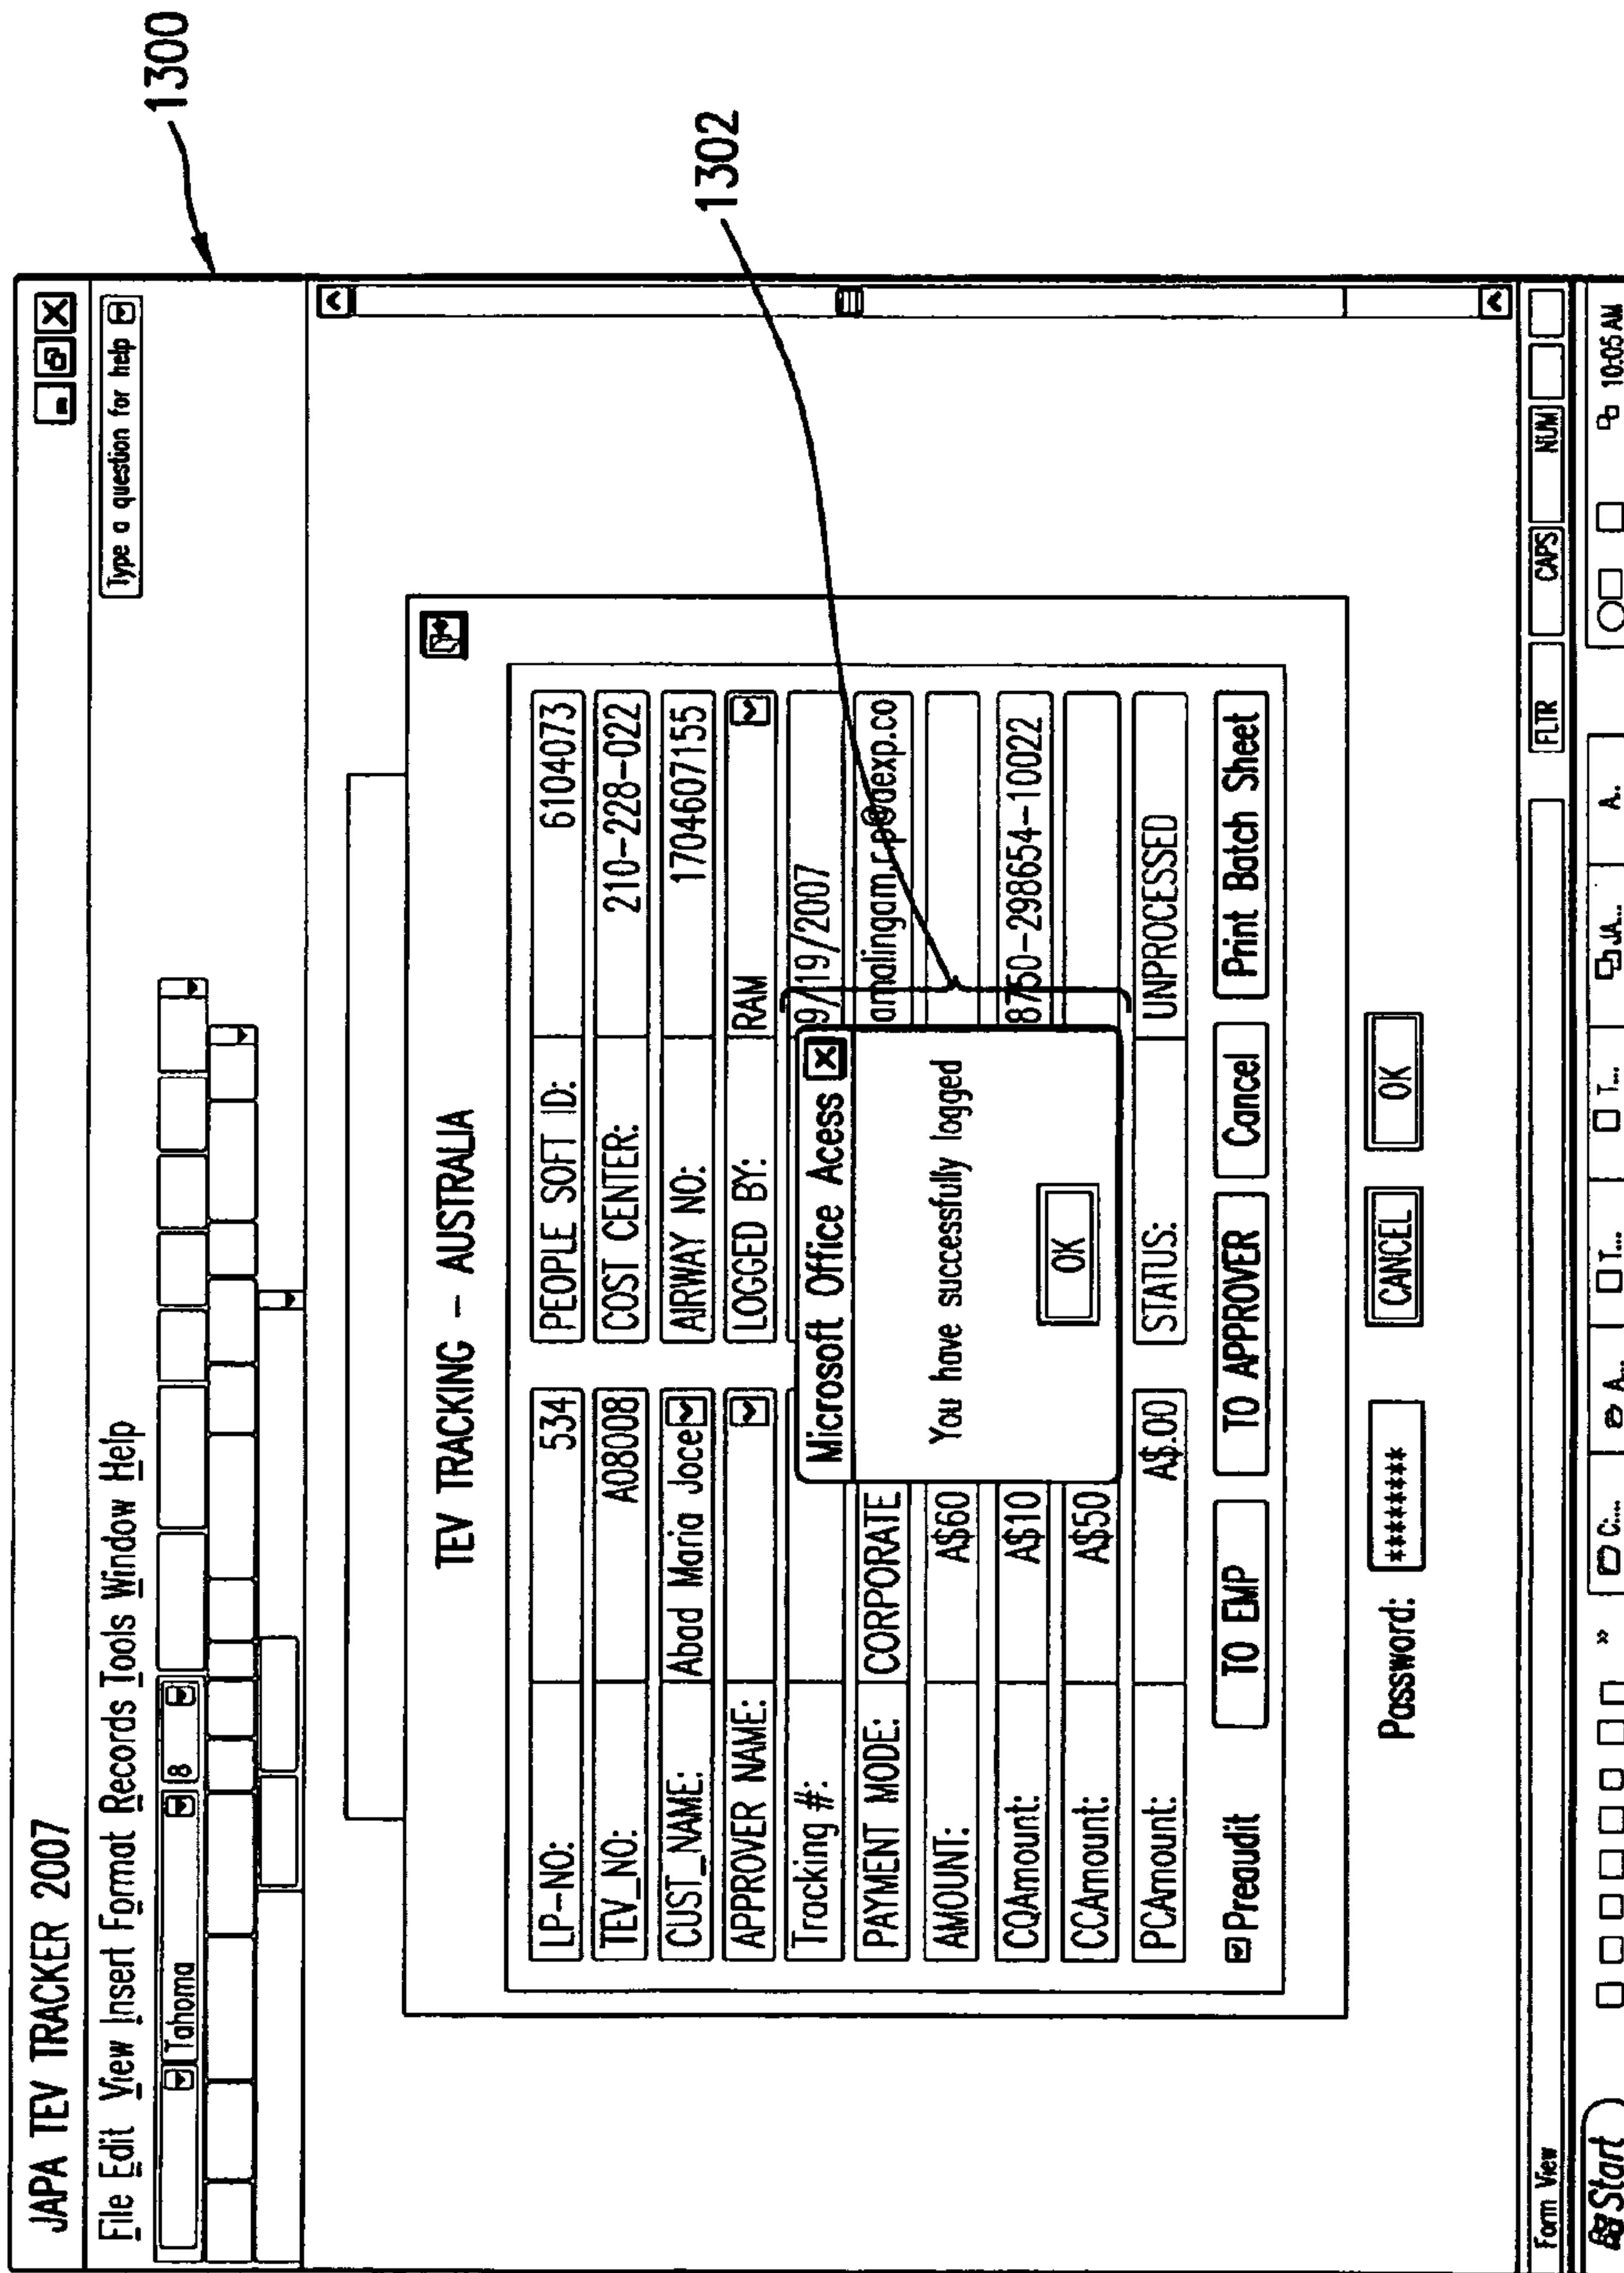 1300
JAPA TEV TRACKER 2007
File Edit View Insert Format Records Tools Window Help
Type a question for help
Tahoma 8
1302
TEV TRACKING – AUSTRALIA
LP-NO: 534 PEOPLE SOFT ID: 6104073
TEV_NO: A08008 COST CENTER: 210-228-022
CUST_NAME: Abad Maria Joce AIRWAY NO: 1704607155
APPROVER NAME: LOGGED BY: RAM
Tracking #: 9/19/2007
PAYMENT MODE: CORPORATE amalingam.r.p@dexp.co
AMOUNT: A$60
CQAmount: A$10 8750-298654-10022
CCAmount: A$50
PCAmount: A$.00 STATUS: UNPROCESSED
Microsoft Office Acess X
You have successfully logged
OK
Preaudit TO EMP TO APPROVER Cancel Print Batch Sheet
Password: ******** CANCEL OK
Form View FLTR CAPS NUM
Start » C:... A... T... T... JA... A.. 10:05 AM